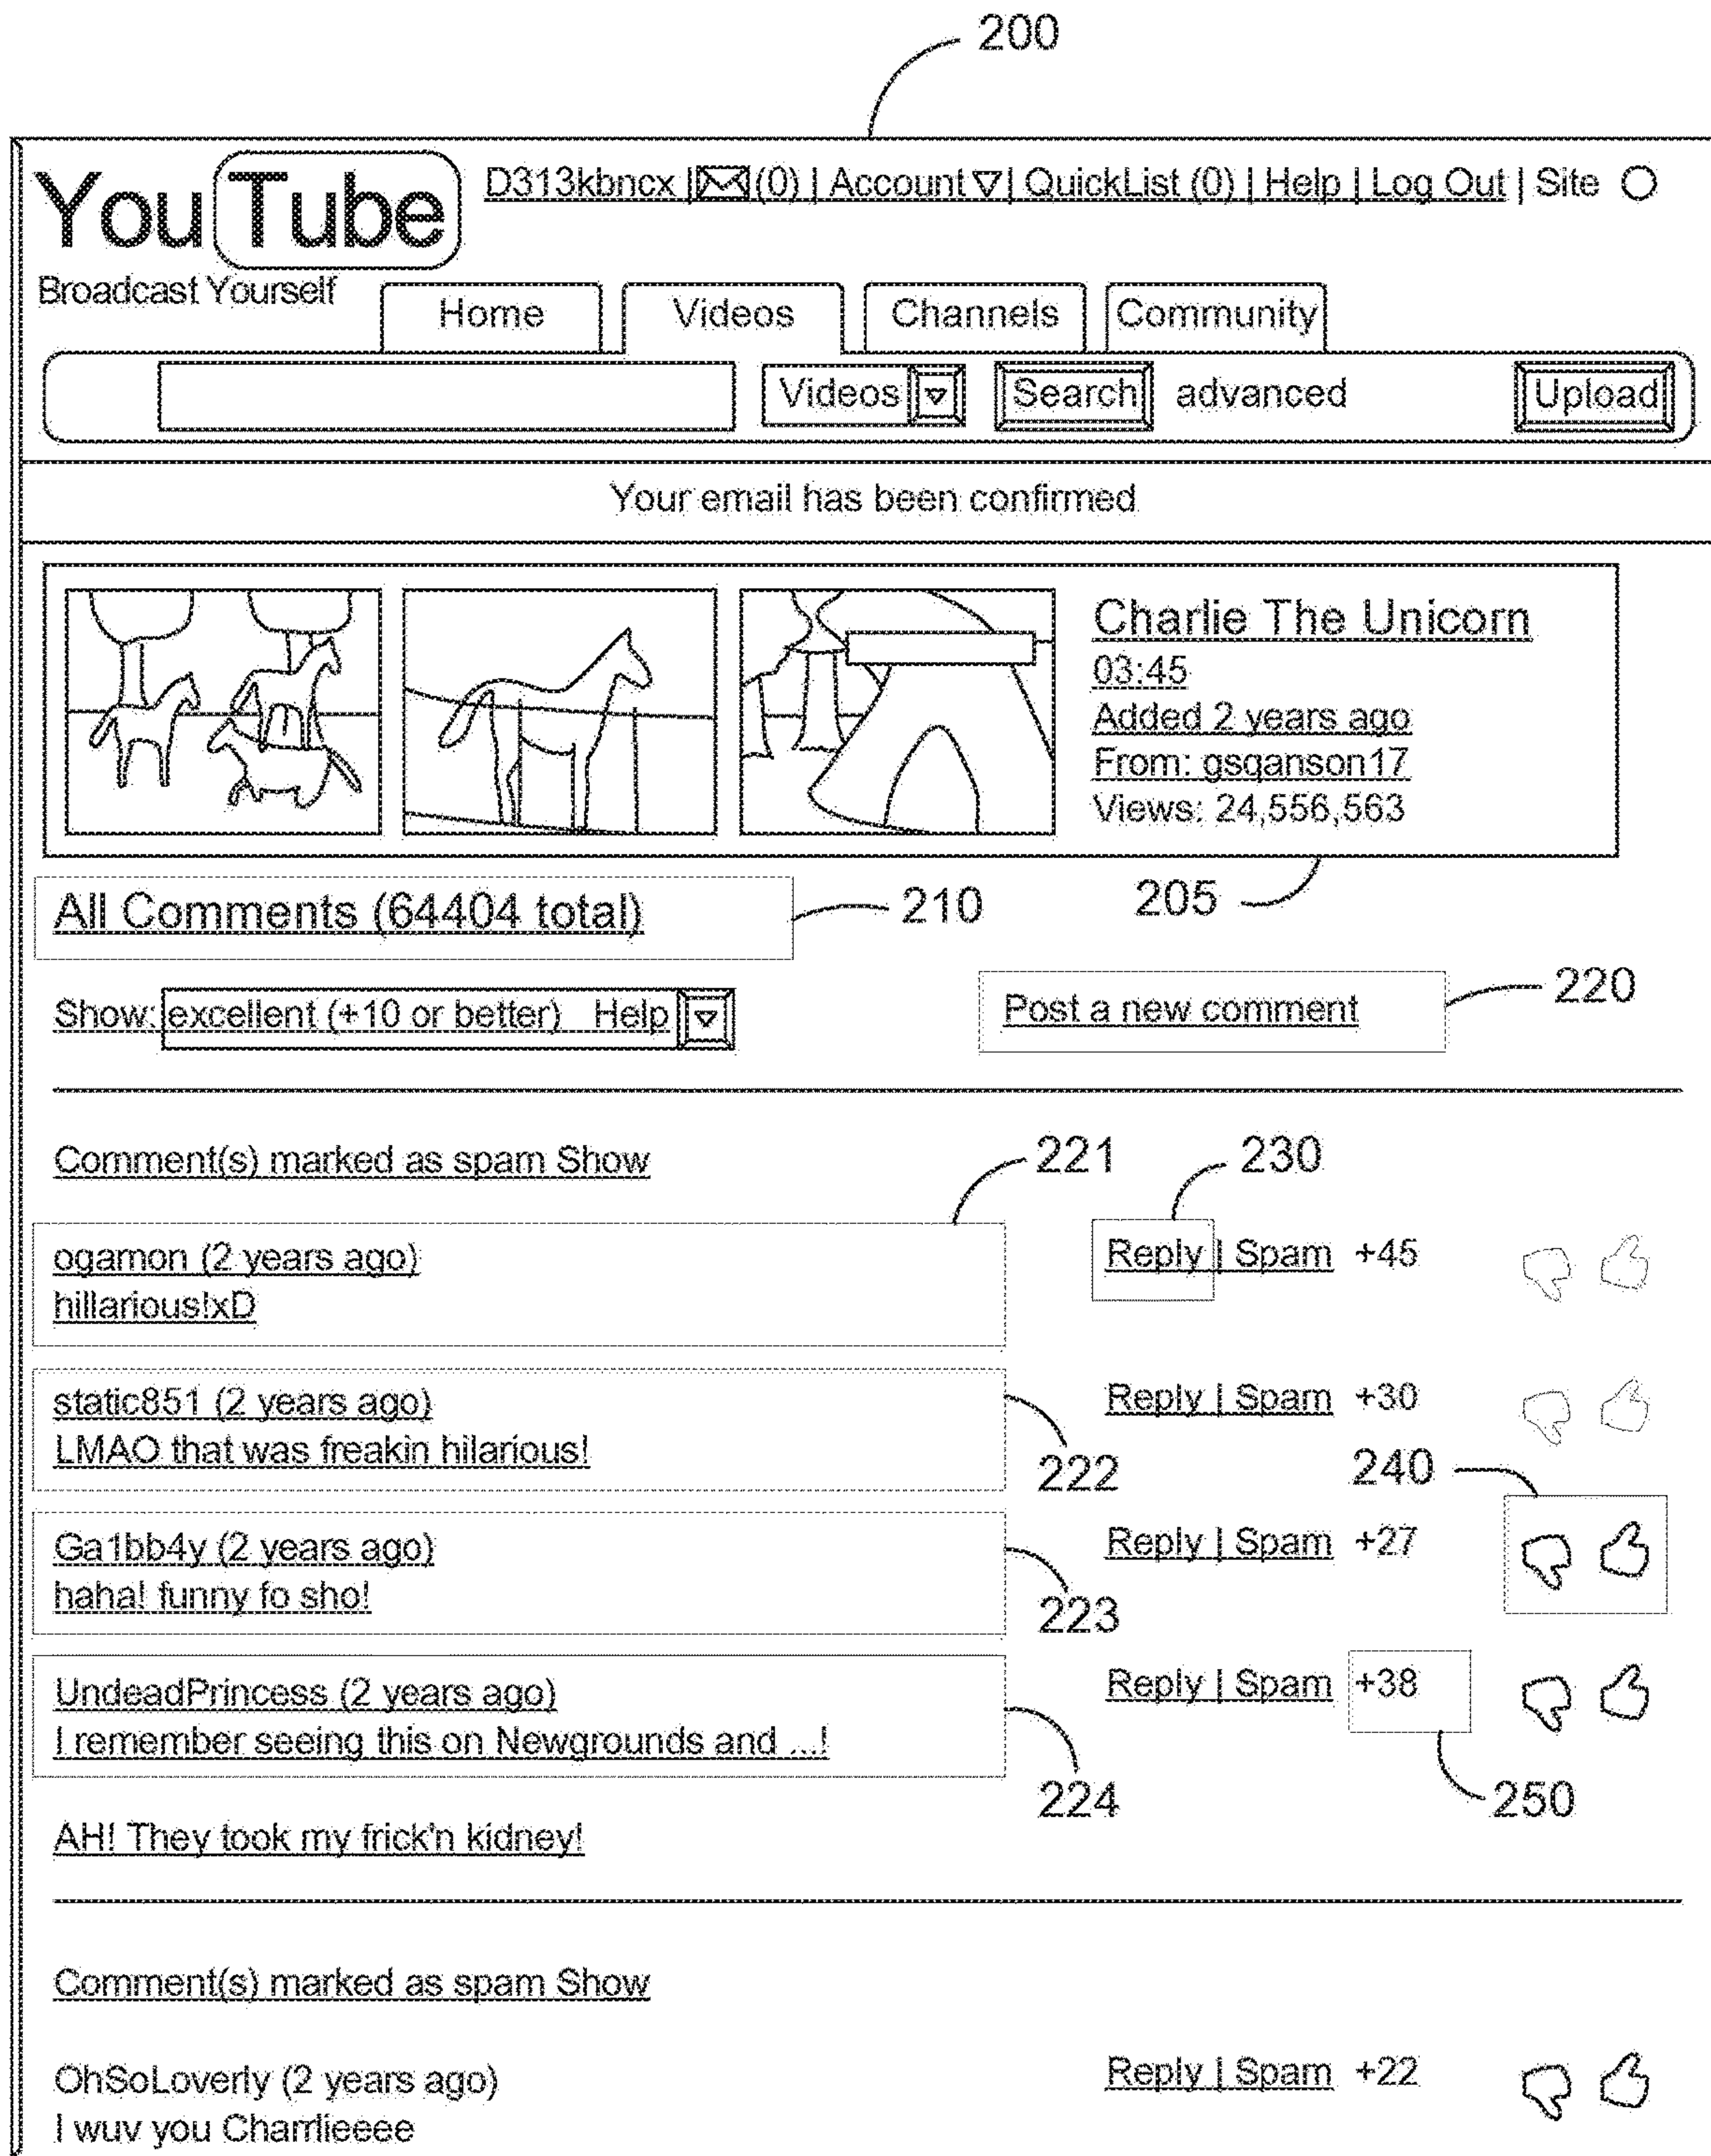 200
YouTube
D313kbncx | (0) | Account | QuickList (0) | Help | Log Out | Site
Broadcast Yourself
Home Videos Channels Community
Videos Search advanced Upload
Your email has been confirmed
Charlie The Unicorn
03:45
Added 2 years ago
From: gsganson17
Views: 24,556,563
205
All Comments (64404 total)
210
Show: excellent (+10 or better) Help
Post a new comment
220
Comment(s) marked as spam Show
221
230
ogamon (2 years ago)
hillarious!xD
Reply | Spam +45
static851 (2 years ago)
LMAO that was freakin hilarious!
Reply | Spam +30
222
240
Ga1bb4y (2 years ago)
haha! funny fo sho!
Reply | Spam +27
223
UndeadPrincess (2 years ago)
I remember seeing this on Newgrounds and ...!
Reply | Spam +38
224
250
AH! They took my frick'n kidney!
Comment(s) marked as spam Show
OhSoLoverly (2 years ago)
I wuv you Charrlieeee
Reply | Spam +22